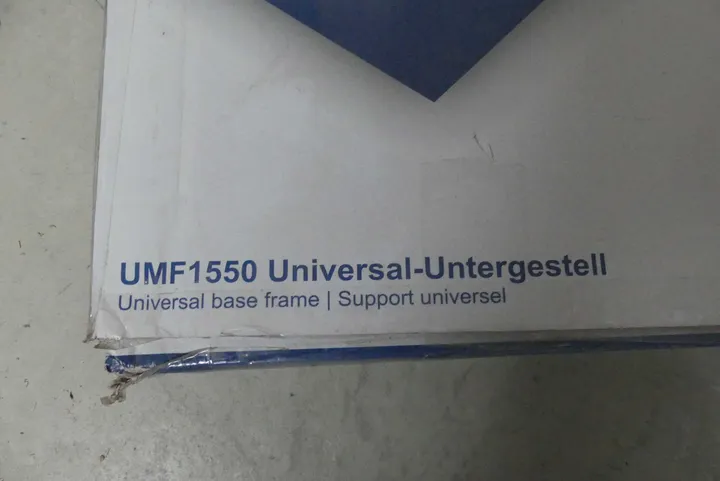 UMF1550 Universal-Untergestell
Universal base frame | Support universel